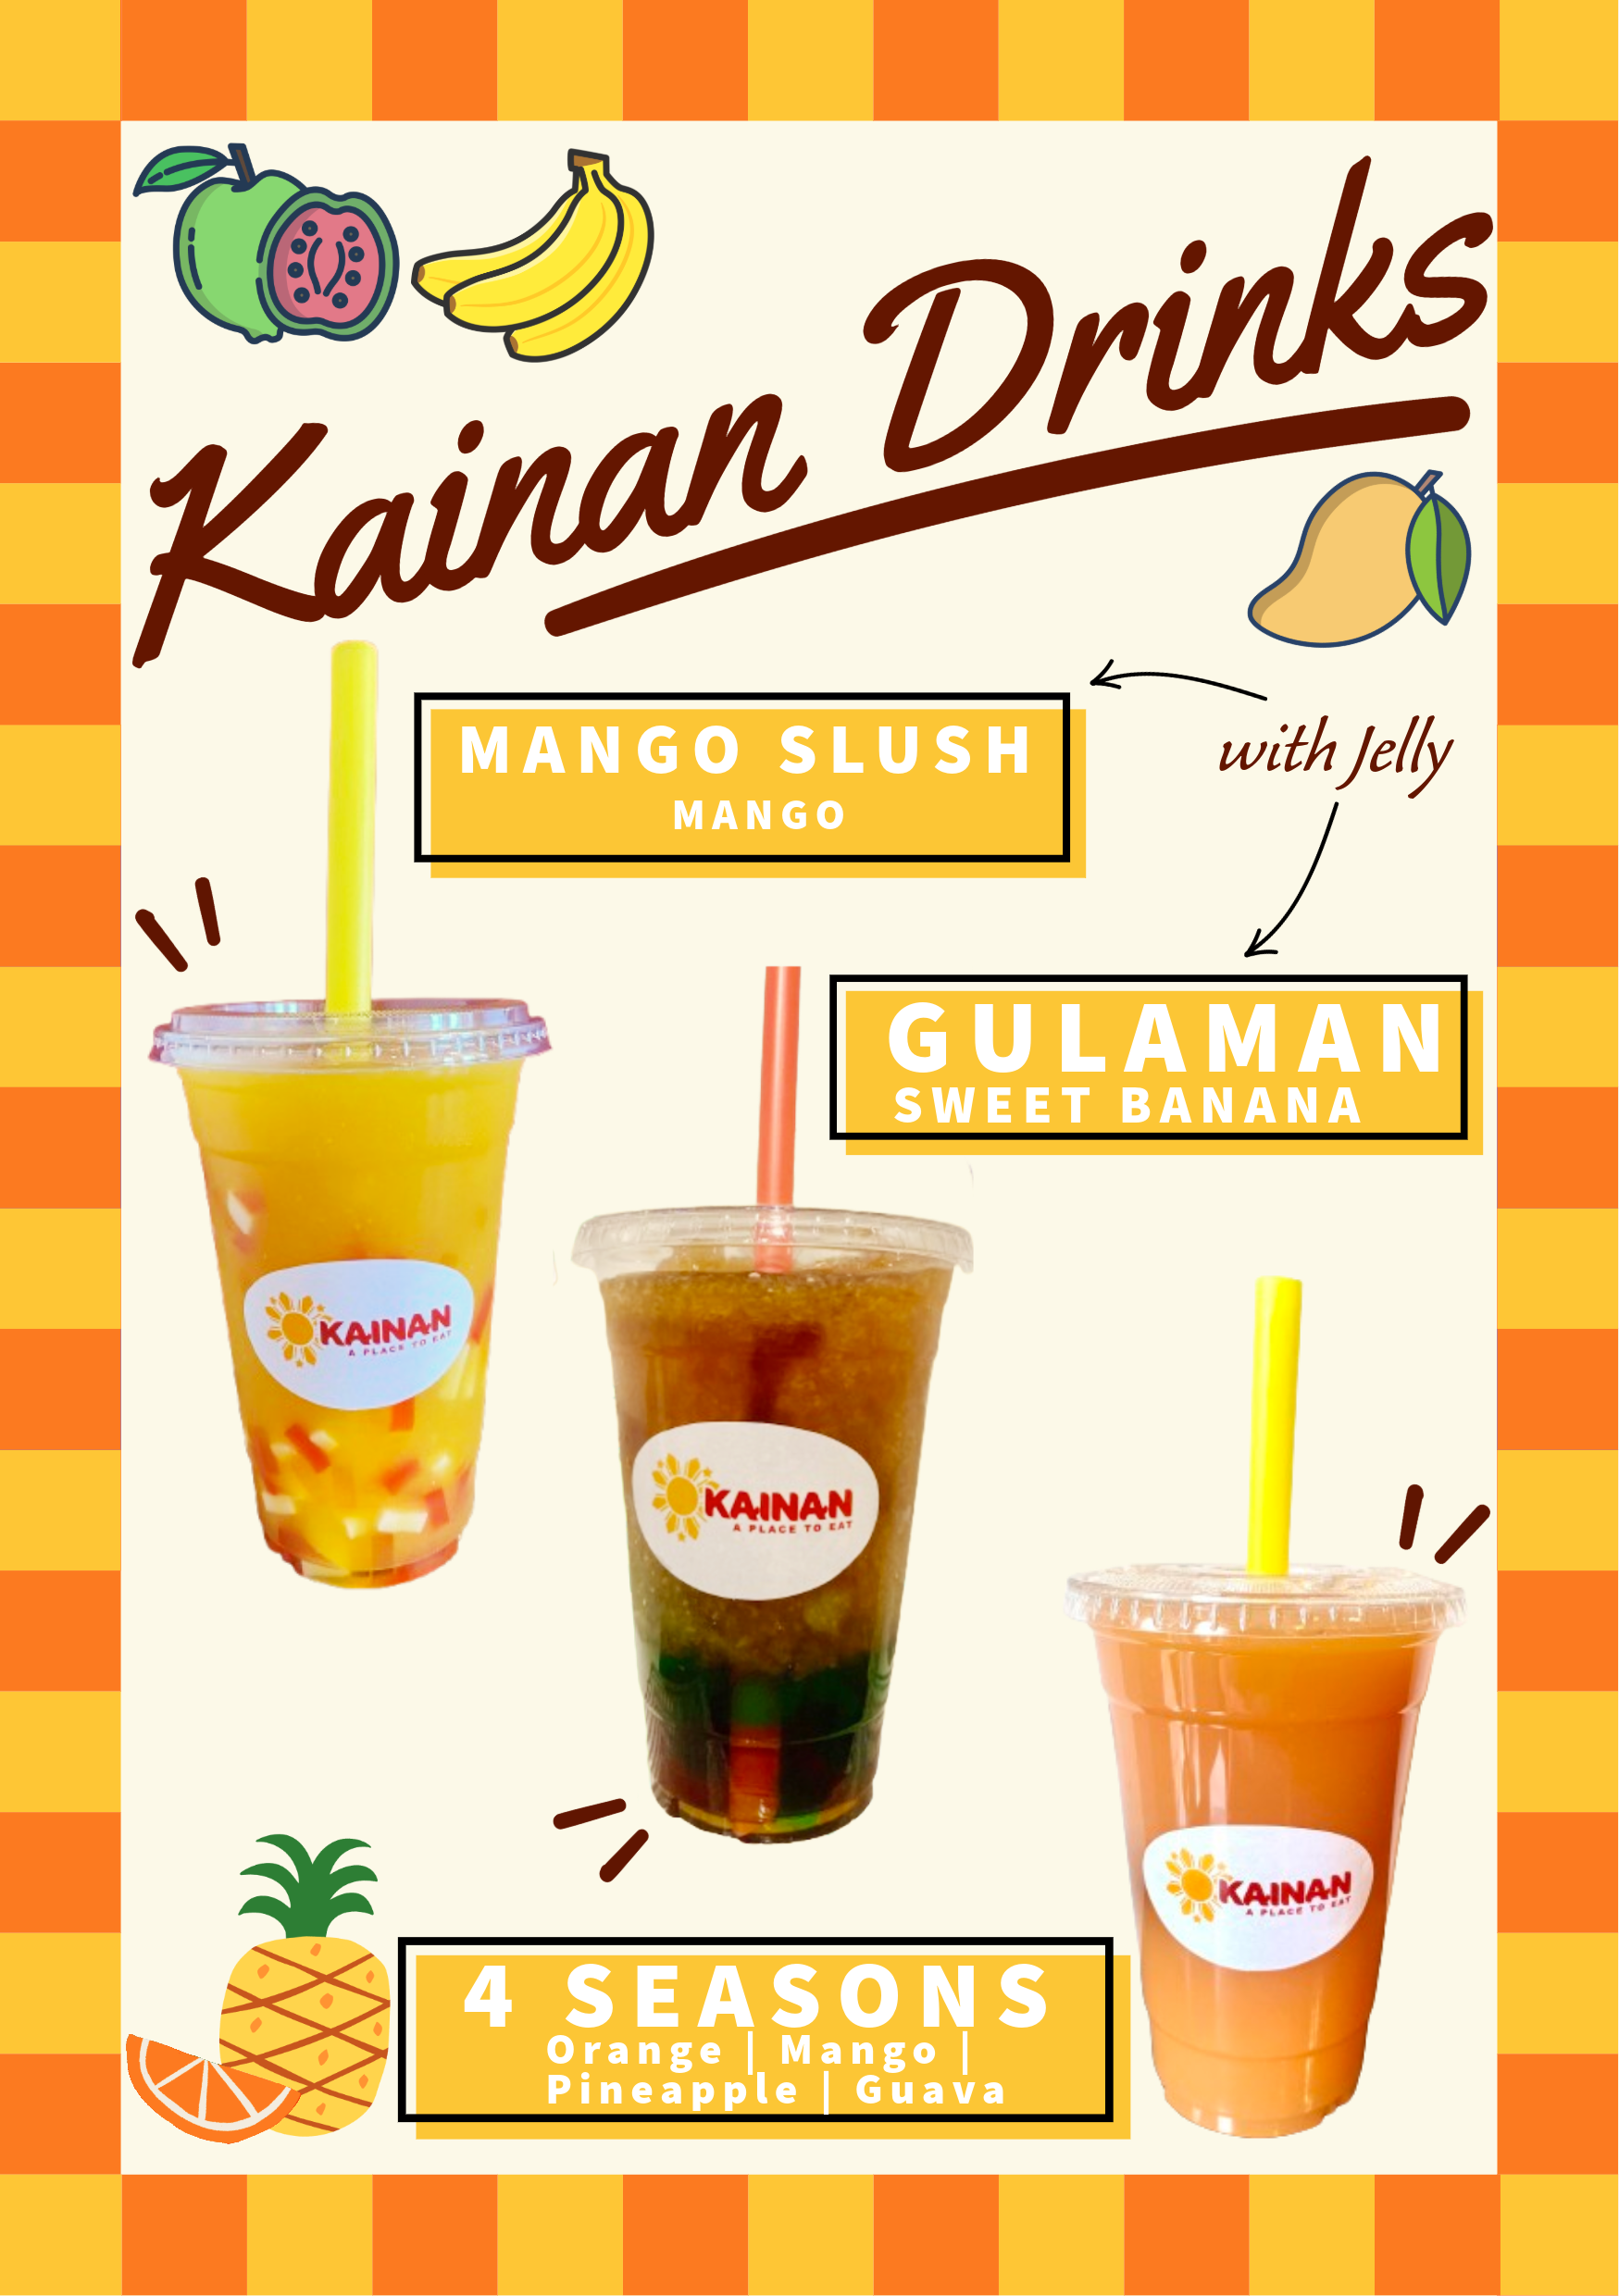 Kainan Drinks
MANGO SLUSH
MANGO
with Jelly
GULAMAN
SWEET BANANA
KAINAN
A PLACE TO EAT
KAINAN
A PLACE TO EAT
KAINAN
A PLACE TO EAT
4 SEASONS
Orange | Mango |
Pineapple | Guava